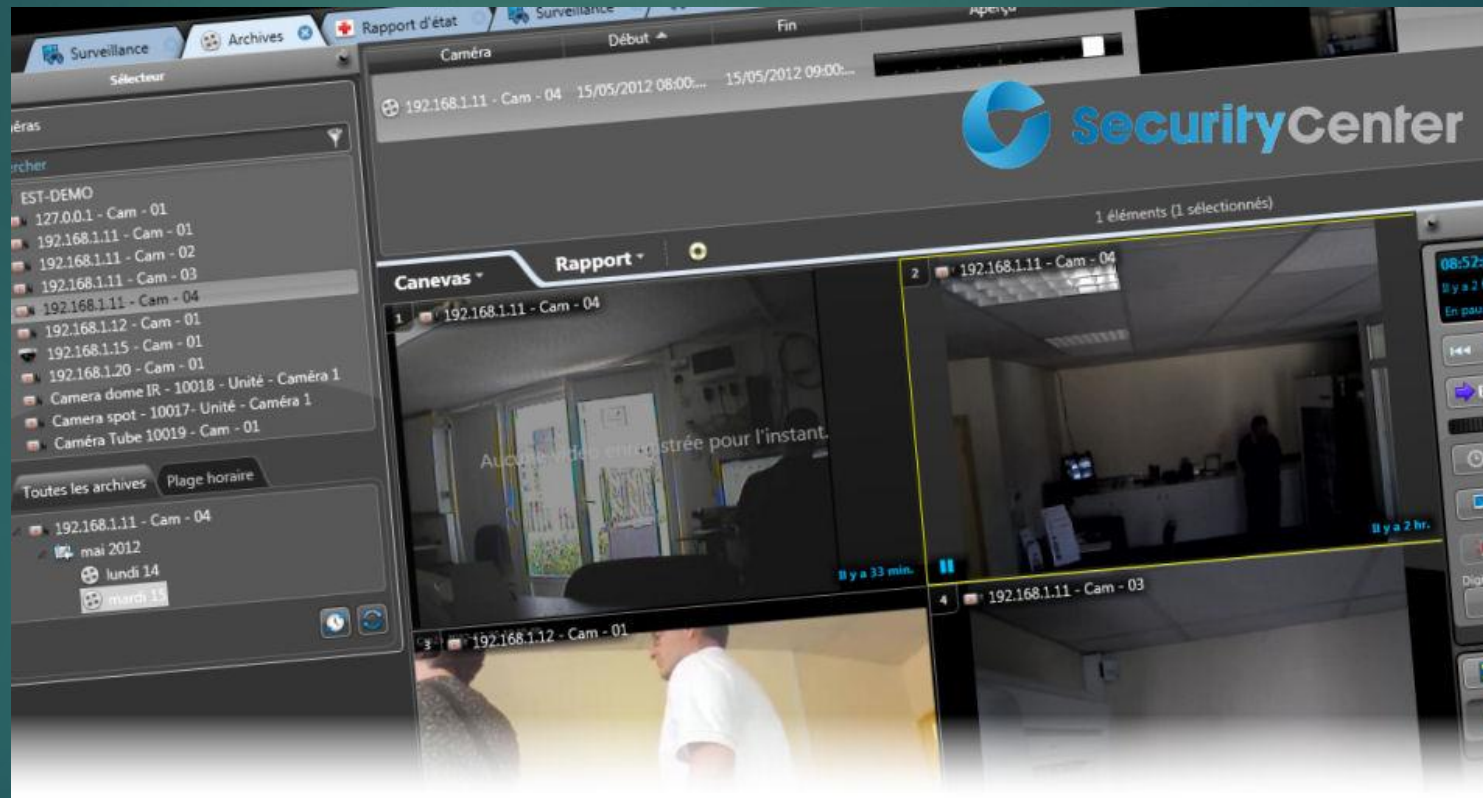 Surveillance
Archives
Rapport d'état
Surveillance
Sélecteur
Caméra
Début
Fin
192.168.1.11 - Cam - 04
15/05/2012 08:00:...
15/05/2012 09:00:...
SecurityCenter
EST-DEMO
127.0.0.1 - Cam - 01
192.168.1.11 - Cam - 01
192.168.1.11 - Cam - 02
192.168.1.11 - Cam - 03
192.168.1.11 - Cam - 04
192.168.1.12 - Cam - 01
192.168.1.15 - Cam - 01
192.168.1.20 - Cam - 01
Camera dome IR - 10018 - Unité - Caméra 1
Camera spot - 10017- Unité - Caméra 1
Caméra Tube 10019 - Cam - 01
1 éléments (1 sélectionnés)
Canevas
Rapport
1 192.168.1.11 - Cam - 04
enregistrée pour l'instant.
Il y a 33 min.
2 192.168.1.11 - Cam - 04
Il y a 2 hr.
3 192.168.1.12 - Cam - 01
4 192.168.1.11 - Cam - 03
Toutes les archives
Plage horaire
192.168.1.11 - Cam - 04
mai 2012
lundi 14
mardi 15
08:52:
Il y a 2